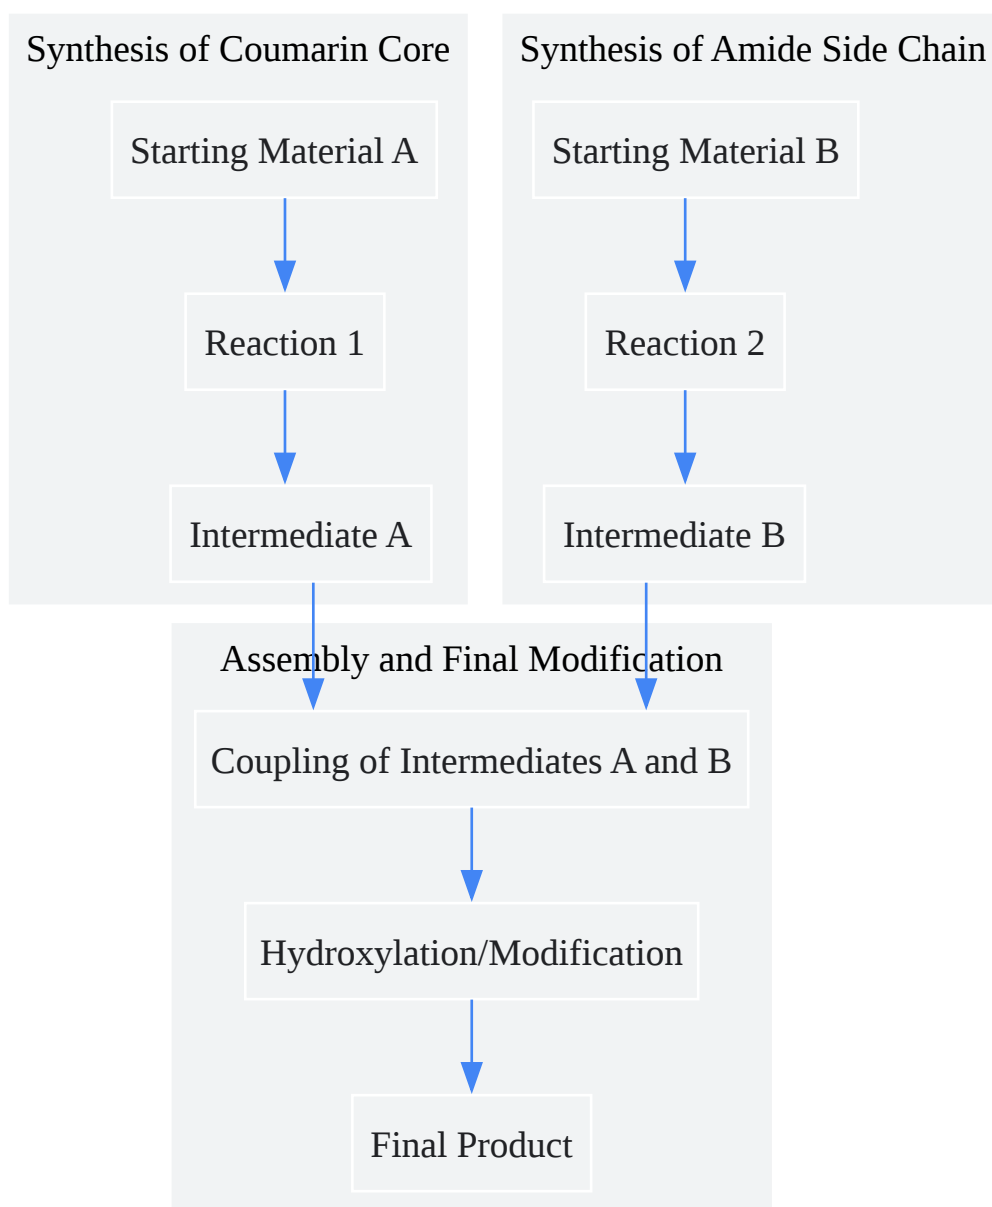 Synthesis of Coumarin Core
Starting Material A
Reaction 1
Intermediate A
Synthesis of Amide Side Chain
Starting Material B
Reaction 2
Intermediate B
Assembly and Final Modification
Coupling of Intermediates A and B
Hydroxylation/Modification
Final Product